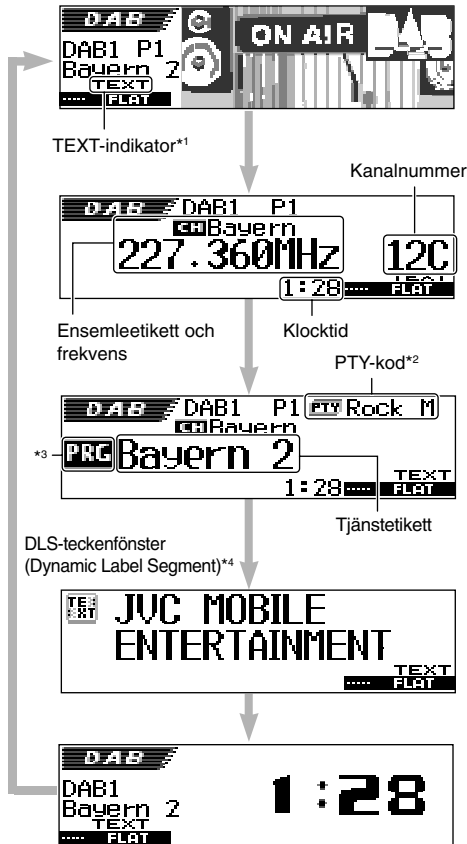 DAB
DAB1 P1
Bayern 2
TEXT
FLAT
ON AIR
DAB
TEXT-indikator*1
Kanalnummer
DAB DAB1 P1
CH Bayern
227.360MHz 12C
1:28 TEXT
FLAT
Ensembleetikett och
frekvens
Klocktid
PTY-kod*2
DAB DAB1 P1 PTY Rock M
CH Bayern
*3 PRG Bayern 2
1:28 TEXT
FLAT
Tjänstetikett
DLS-teckenfönster
(Dynamic Label Segment)*4
TEXT JVC MOBILE
ENTERTAINMENT
TEXT
FLAT
DAB
DAB1
Bayern 2
TEXT
FLAT
1:28